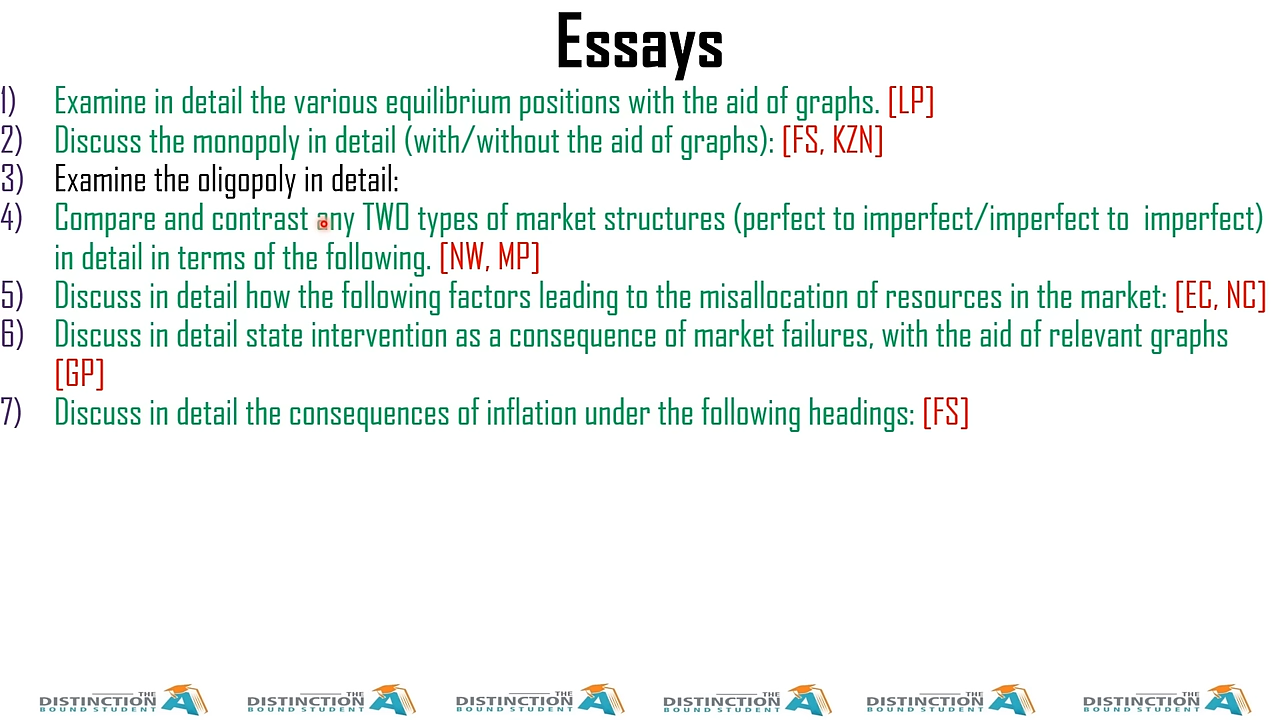 Essays
1) Examine in detail the various equilibrium positions with the aid of graphs. [LP]
2) Discuss the monopoly in detail (with/without the aid of graphs): [FS, KZN]
3) Examine the oligopoly in detail:
4) Compare and contrast any TWO types of market structures (perfect to imperfect/imperfect to imperfect)
in detail in terms of the following. [NW, MP]
5) Discuss in detail how the following factors leading to the misallocation of resources in the market: [EC, NC]
6) Discuss in detail state intervention as a consequence of market failures, with the aid of relevant graphs
[GP]
7) Discuss in detail the consequences of inflation under the following headings: [FS]
THE DISTINCTION BOUND STUDENT A
THE DISTINCTION BOUND STUDENT A
THE DISTINCTION BOUND STUDENT A
THE DISTINCTION BOUND STUDENT A
THE DISTINCTION BOUND STUDENT A
THE DISTINCTION BOUND STUDENT A